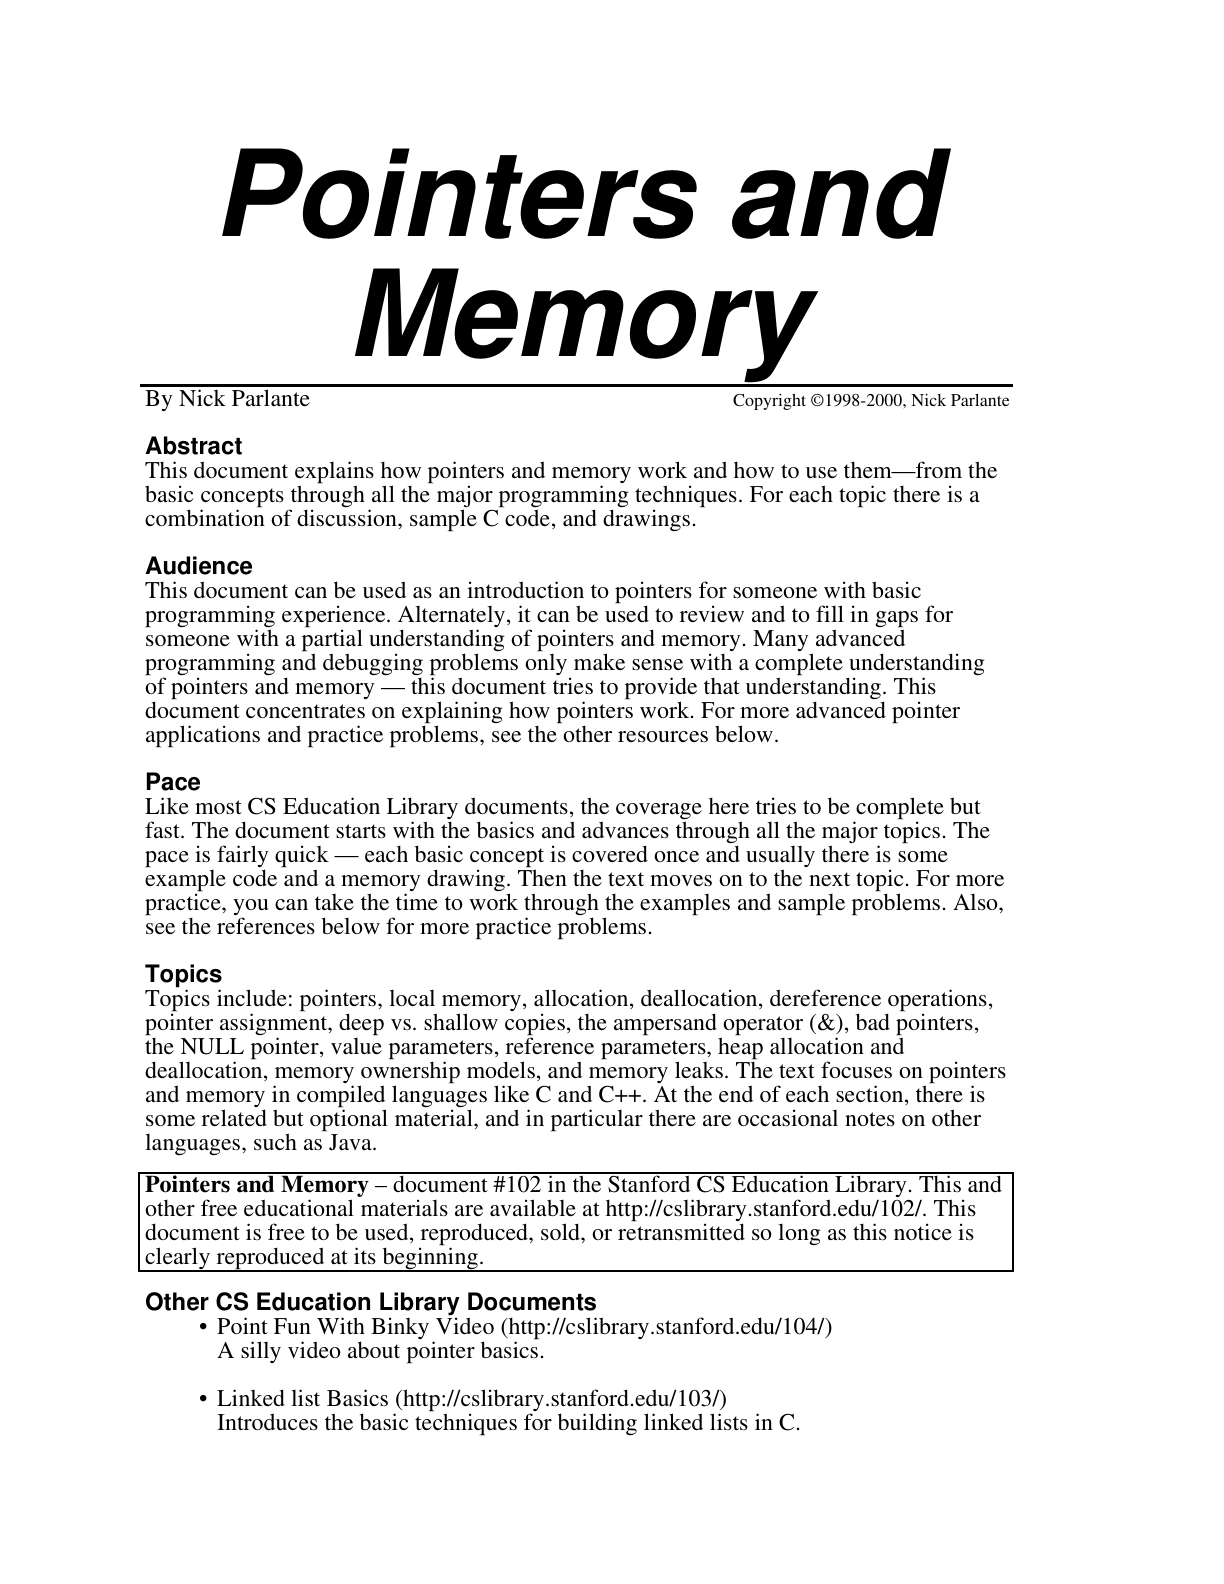 Pointers and
Memory
By Nick Parlante
Copyright ©1998-2000, Nick Parlante
Abstract
This document explains how pointers and memory work and how to use them—from the
basic concepts through all the major programming techniques. For each topic there is a
combination of discussion, sample C code, and drawings.
Audience
This document can be used as an introduction to pointers for someone with basic
programming experience. Alternately, it can be used to review and to fill in gaps for
someone with a partial understanding of pointers and memory. Many advanced
programming and debugging problems only make sense with a complete understanding
of pointers and memory — this document tries to provide that understanding. This
document concentrates on explaining how pointers work. For more advanced pointer
applications and practice problems, see the other resources below.
Pace
Like most CS Education Library documents, the coverage here tries to be complete but
fast. The document starts with the basics and advances through all the major topics. The
pace is fairly quick — each basic concept is covered once and usually there is some
example code and a memory drawing. Then the text moves on to the next topic. For more
practice, you can take the time to work through the examples and sample problems. Also,
see the references below for more practice problems.
Topics
Topics include: pointers, local memory, allocation, deallocation, dereference operations,
pointer assignment, deep vs. shallow copies, the ampersand operator (&), bad pointers,
the NULL pointer, value parameters, reference parameters, heap allocation and
deallocation, memory ownership models, and memory leaks. The text focuses on pointers
and memory in compiled languages like C and C++. At the end of each section, there is
some related but optional material, and in particular there are occasional notes on other
languages, such as Java.
Pointers and Memory – document #102 in the Stanford CS Education Library. This and
other free educational materials are available at http://cslibrary.stanford.edu/102/. This
document is free to be used, reproduced, sold, or retransmitted so long as this notice is
clearly reproduced at its beginning.
Other CS Education Library Documents
• Point Fun With Binky Video (http://cslibrary.stanford.edu/104/)
A silly video about pointer basics.
• Linked list Basics (http://cslibrary.stanford.edu/103/)
Introduces the basic techniques for building linked lists in C.